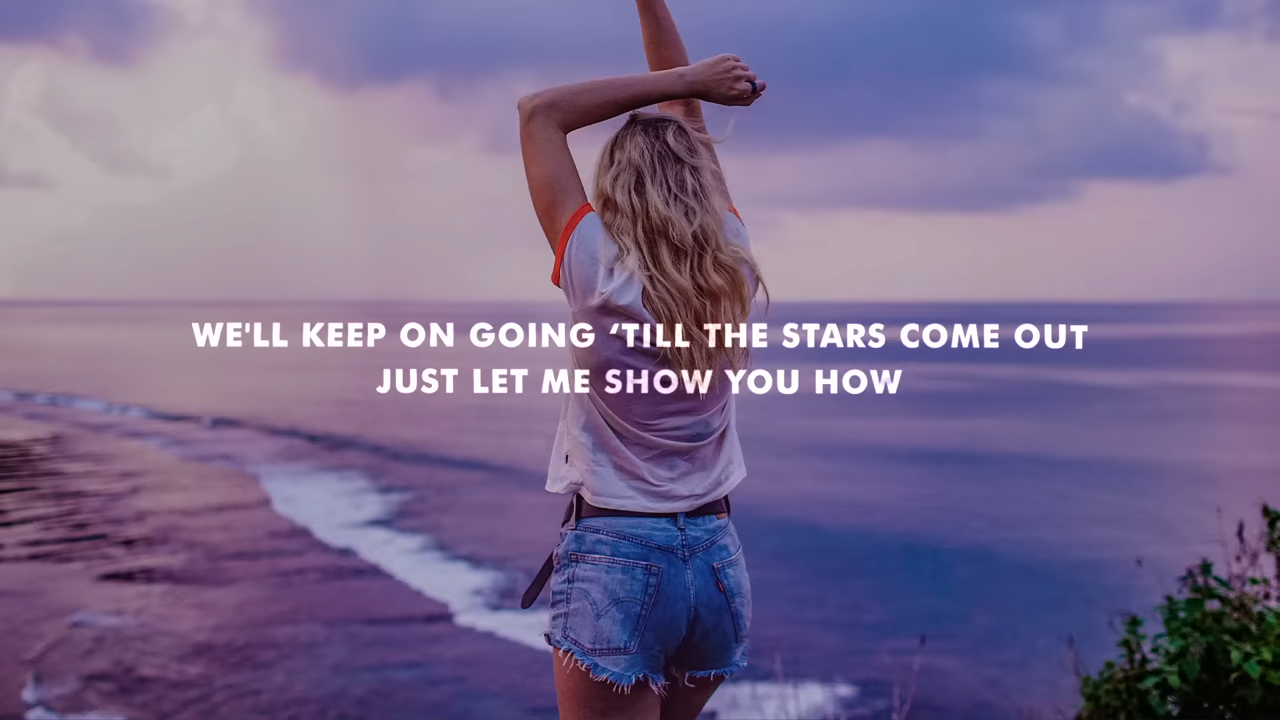 WE'LL KEEP ON GOING ‘TILL THE STARS COME OUT
JUST LET ME SHOW YOU HOW